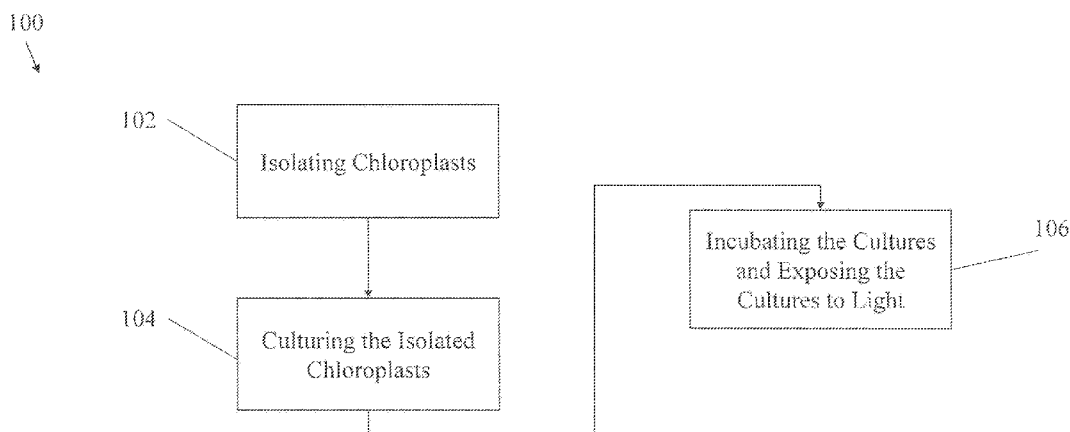 100
102
Isolating Chloroplasts
104
Culturing the Isolated
Chloroplasts
106
Incubating the Cultures
and Exposing the
Cultures to Light